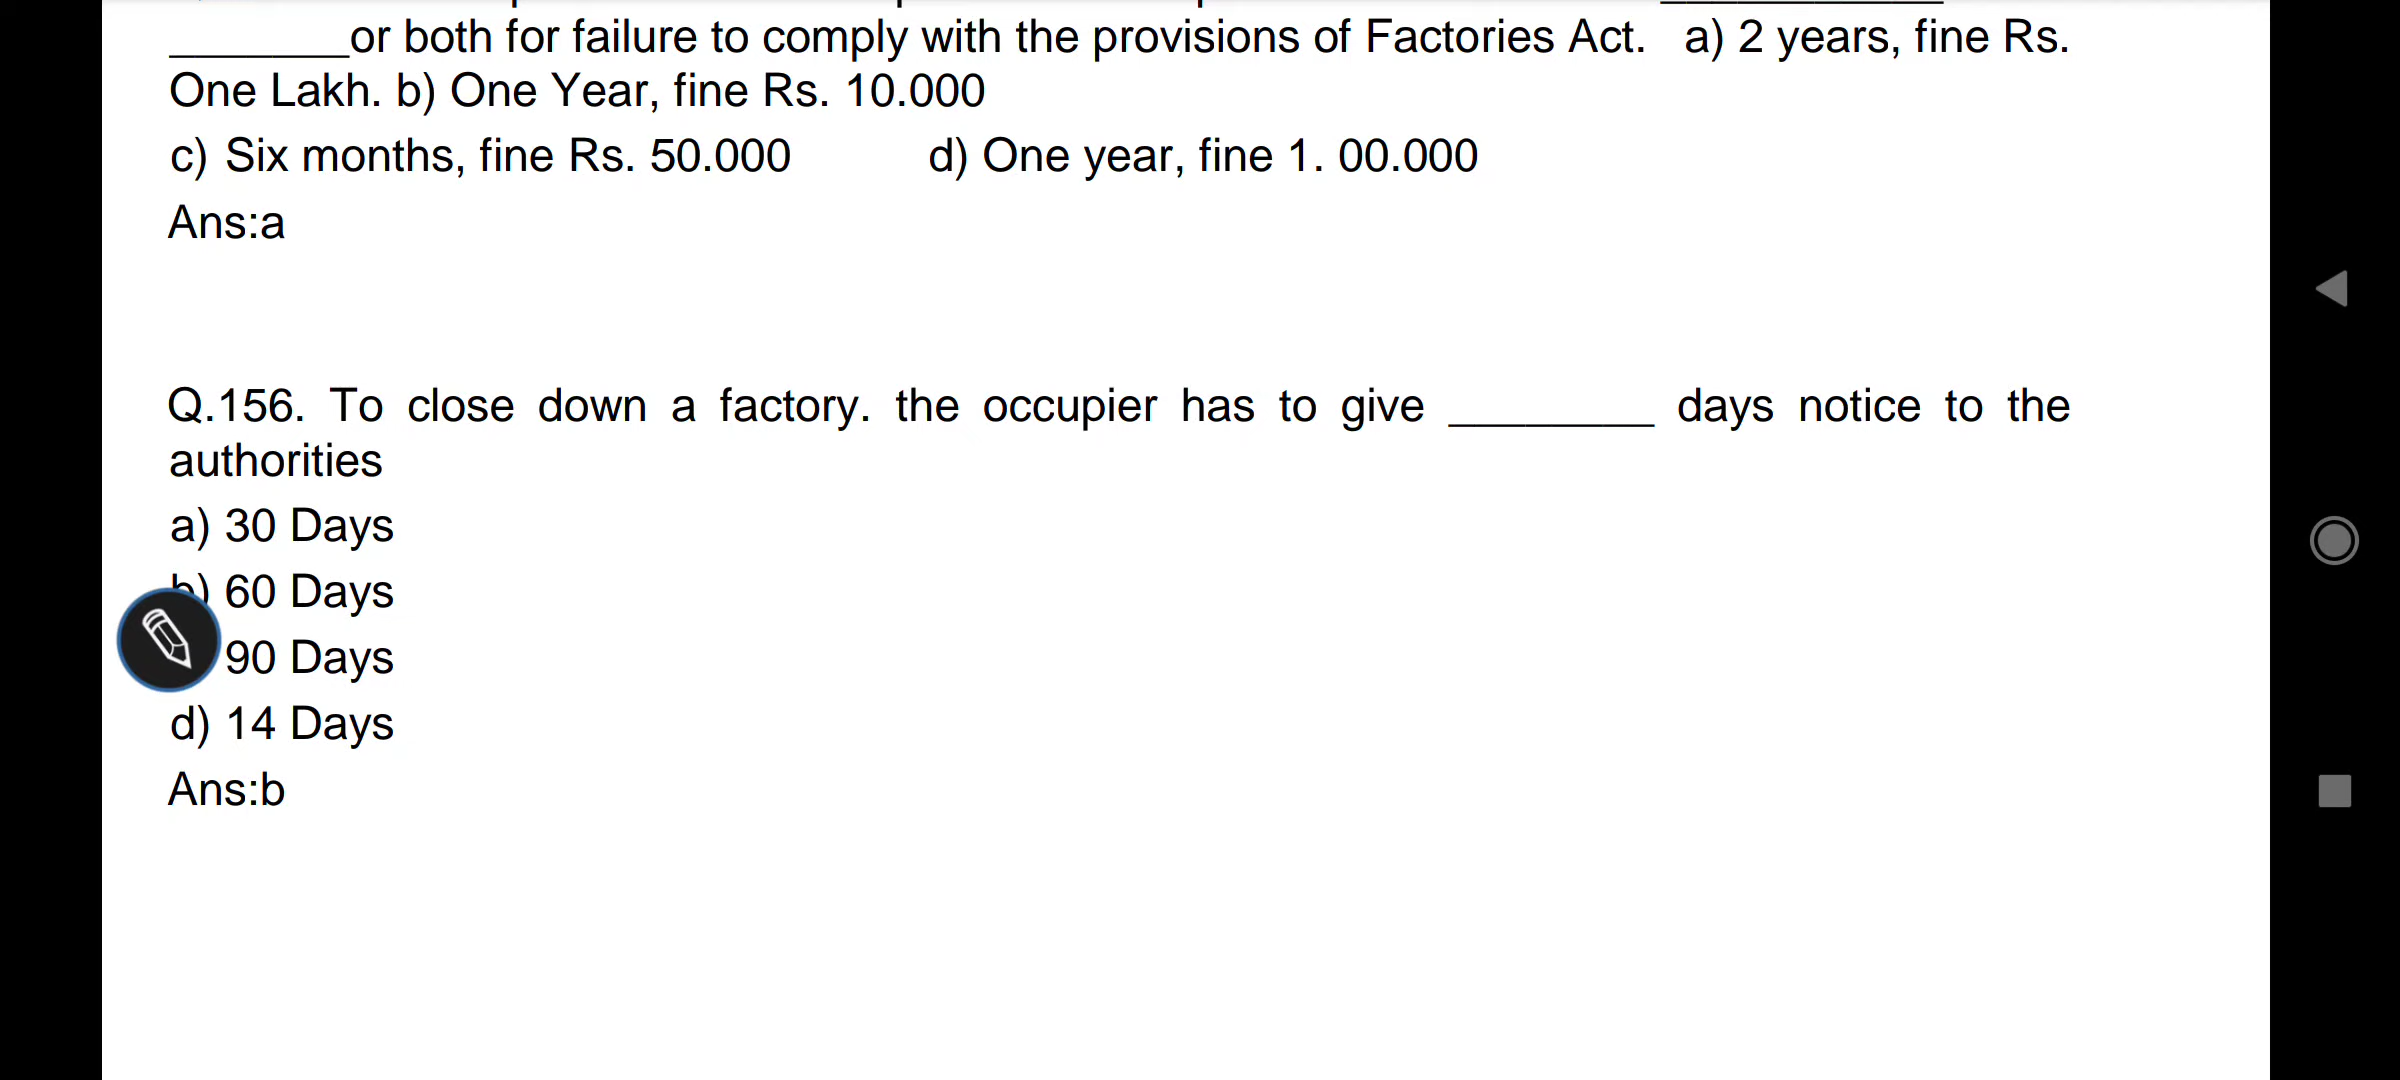 ________or both for failure to comply with the provisions of Factories Act. a) 2 years, fine Rs.
One Lakh. b) One Year, fine Rs. 10.000
c) Six months, fine Rs. 50.000 d) One year, fine 1. 00.000
Ans:a
Q.156. To close down a factory. the occupier has to give ________ days notice to the
authorities
a) 30 Days
b) 60 Days
90 Days
d) 14 Days
Ans:b